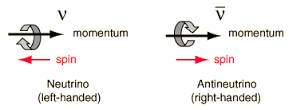 ν
momentum
spin
Neutrino
(left-handed)
ν̅
momentum
spin
Antineutrino
(right-handed)